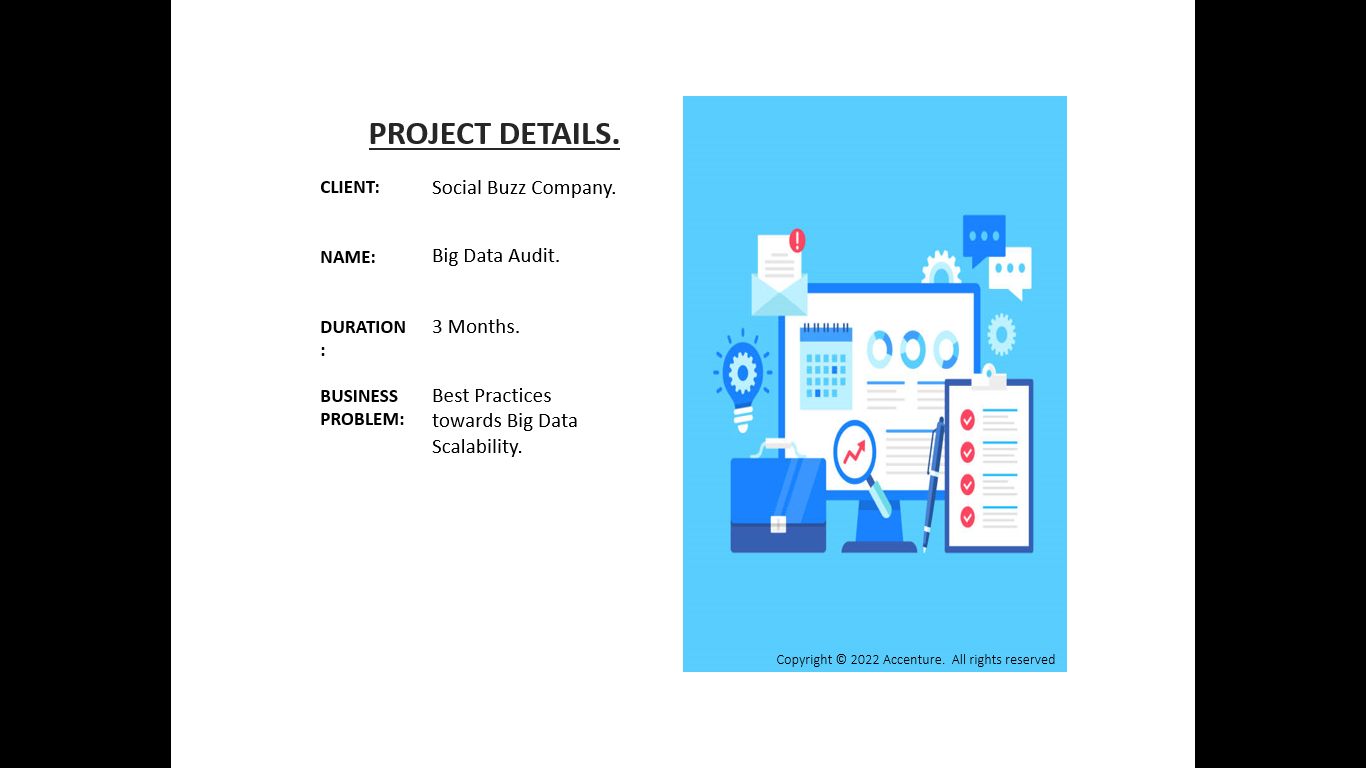 PROJECT DETAILS.
CLIENT: Social Buzz Company.
NAME: Big Data Audit.
DURATION 3 Months.
:
BUSINESS Best Practices
PROBLEM: towards Big Data
Scalability.
Copyright © 2022 Accenture. All rights reserved